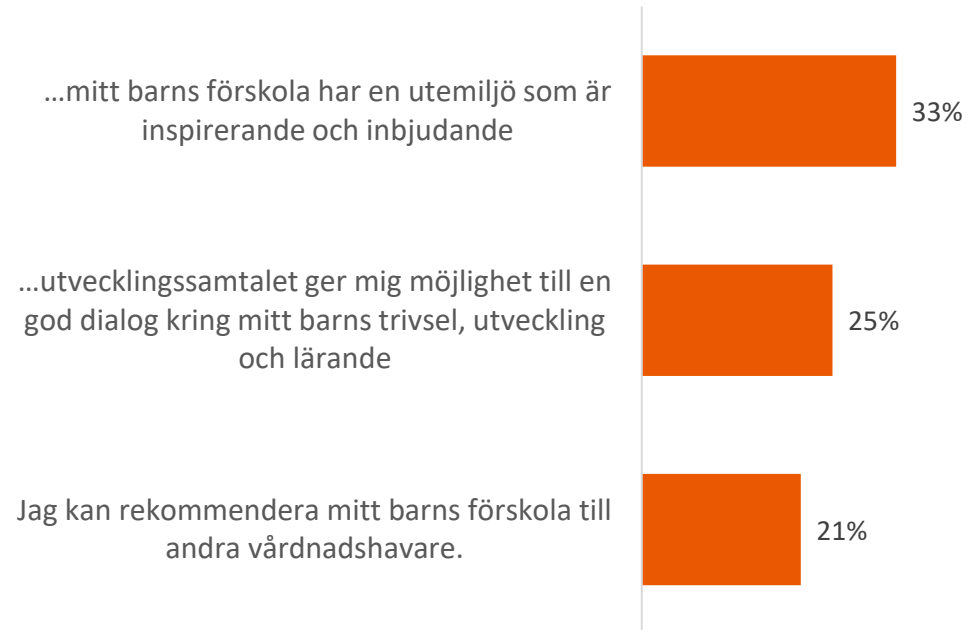 ...mitt barns förskola har en utemiljö som är
inspirerande och inbjudande
33%
...utvecklingssamtalet ger mig möjlighet till en
god dialog kring mitt barns trivsel, utveckling
och lärande
25%
Jag kan rekommendera mitt barns förskola till
andra vårdnadshavare.
21%